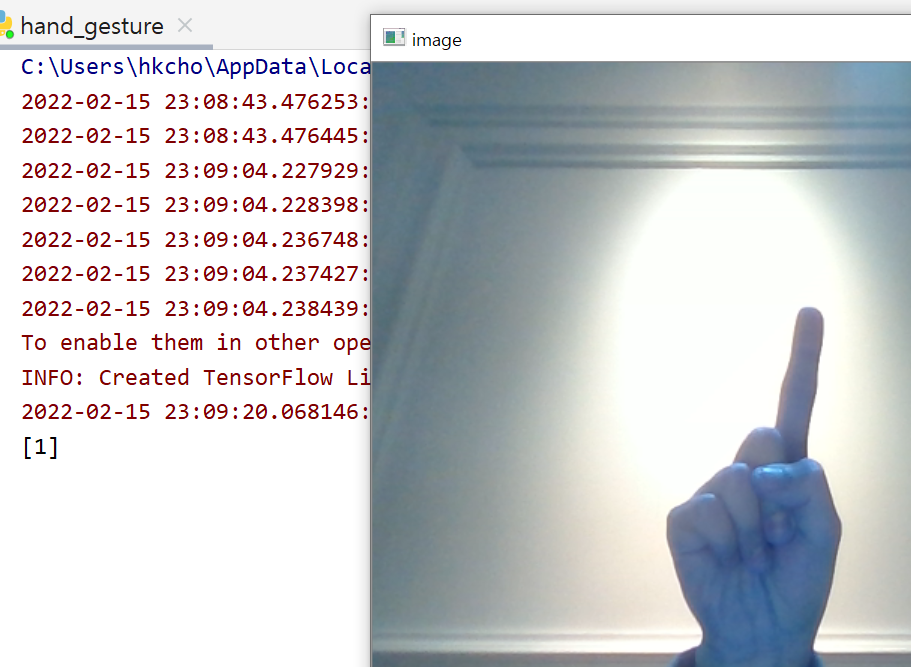 hand_gesture
image
C:\Users\hkcho\AppData\Loca
2022-02-15 23:08:43.476253:
2022-02-15 23:08:43.476445:
2022-02-15 23:09:04.227929:
2022-02-15 23:09:04.228398:
2022-02-15 23:09:04.236748:
2022-02-15 23:09:04.237427:
2022-02-15 23:09:04.238439:
To enable them in other ope
INFO: Created TensorFlow Li
2022-02-15 23:09:20.068146:
[1]